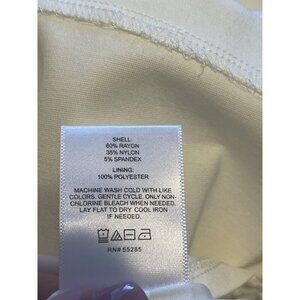 SHELL:
60% RAYON
35% NYLON
5% SPANDEX
LINING:
100% POLYESTER
MACHINE WASH COLD WITH LIKE
COLORS. GENTLE CYCLE. ONLY NON-
CHLORINE BLEACH WHEN NEEDED.
LAY FLAT TO DRY. COOL IRON
IF NEEDED.
RN# 55285